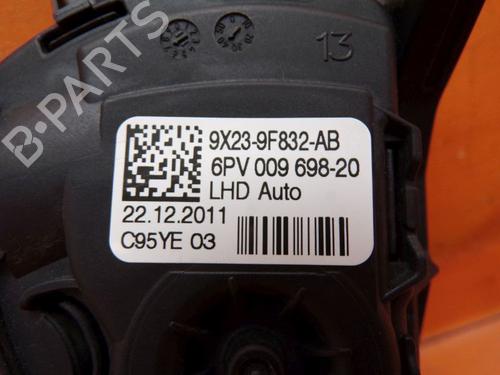 13
9X23-9F832-AB
6PV 009 698-20
LHD Auto
22.12.2011
C95YE 03
B-PARTS